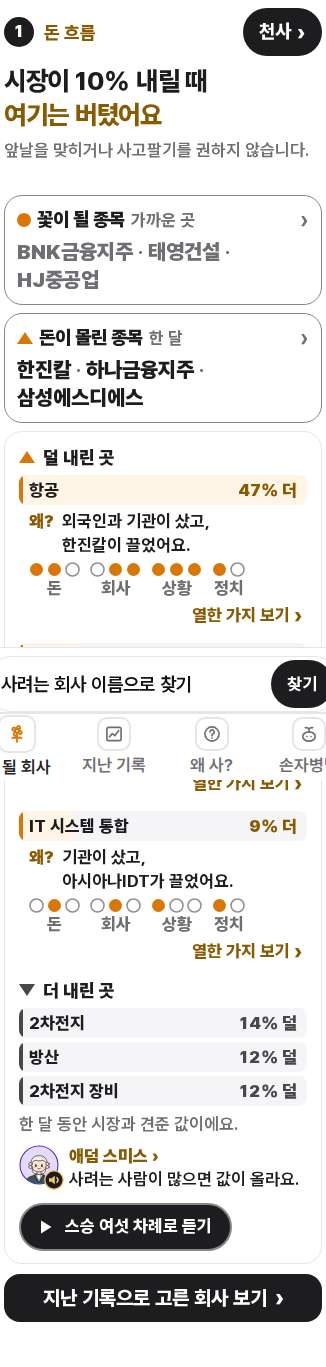 1 돈 흐름
천사 ›
시장이 10% 내릴 때
여기는 버텼어요
앞날을 맞히거나 사고팔기를 권하지 않습니다.
꽃이 될 종목 가까운 곳 ›
BNK금융지주 · 태영건설 ·
HJ중공업
돈이 몰린 종목 한 달 ›
한진칼 · 하나금융지주 ·
삼성에스디에스
덜 내린 곳
항공 47% 더
왜? 외국인과 기관이 샀고,
한진칼이 끌었어요.
돈 회사 상황 정치
열한 가지 보기 ›
사려는 회사 이름으로 찾기 찾기
될 회사 지난 기록 왜 사? 손자병
열한 가지 보기 ›
IT 시스템 통합 9% 더
왜? 기관이 샀고,
아시아나IDT가 끌었어요.
돈 회사 상황 정치
열한 가지 보기 ›
더 내린 곳
2차전지 14% 덜
방산 12% 덜
2차전지 장비 12% 덜
한 달 동안 시장과 견준 값이에요.
애덤 스미스 ›
사려는 사람이 많으면 값이 올라요.
스승 여섯 차례로 듣기
지난 기록으로 고른 회사 보기 ›